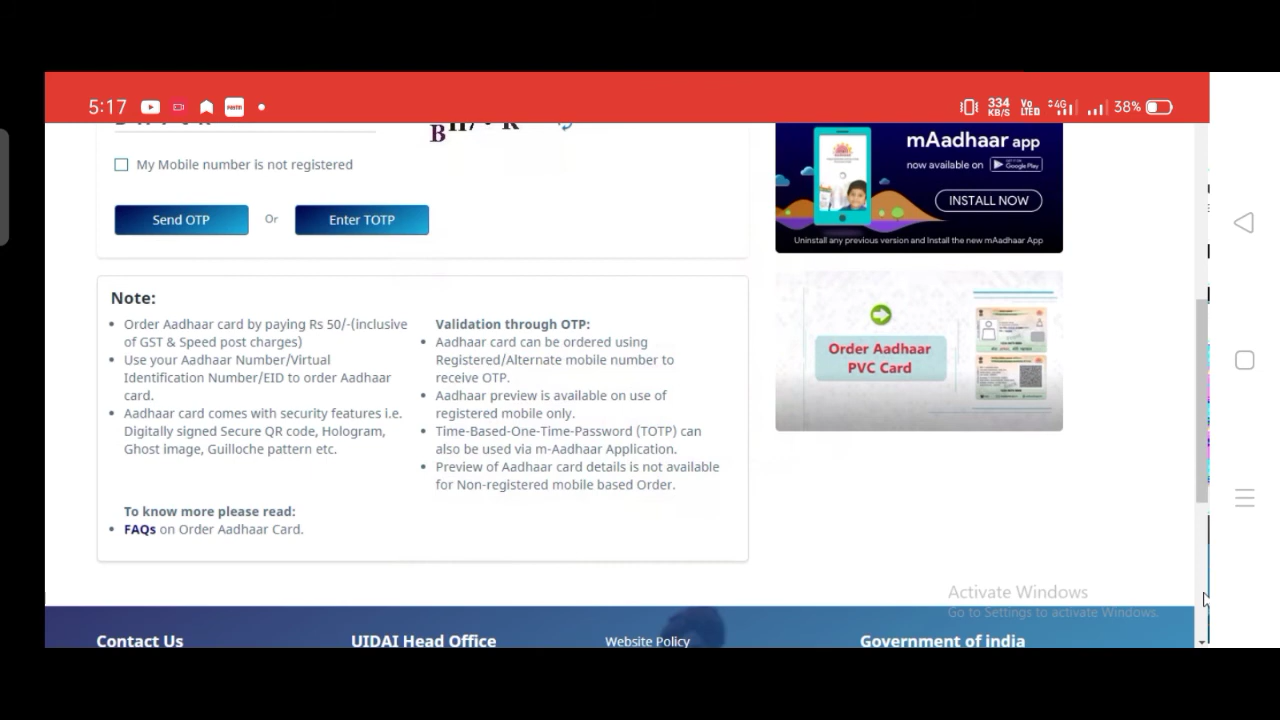 5:17
334
KB/S
Vo
LTE
4G
38%
My Mobile number is not registered
Send OTP
Or
Enter TOTP
mAadhaar app
now available on
Google Play
INSTALL NOW
Uninstall any previous version and Install the new mAadhaar App
Note:
Order Aadhaar card by paying Rs 50/-(inclusive
of GST & Speed post charges)
Use your Aadhaar Number/Virtual
Identification Number/EID to order Aadhaar
card.
Aadhaar card comes with security features i.e.
Digitally signed Secure QR code, Hologram,
Ghost image, Guilloche pattern etc.
To know more please read:
FAQs on Order Aadhaar Card.
Validation through OTP:
Aadhaar card can be ordered using
Registered/Alternate mobile number to
receive OTP.
Aadhaar preview is available on use of
registered mobile only.
Time-Based-One-Time-Password (TOTP) can
also be used via m-Aadhaar Application.
Preview of Aadhaar card details is not available
for Non-registered mobile based Order.
Order Aadhaar
PVC Card
Activate Windows
Go to Settings to activate Windows.
Contact Us
UIDAI Head Office
Website Policy
Government of india